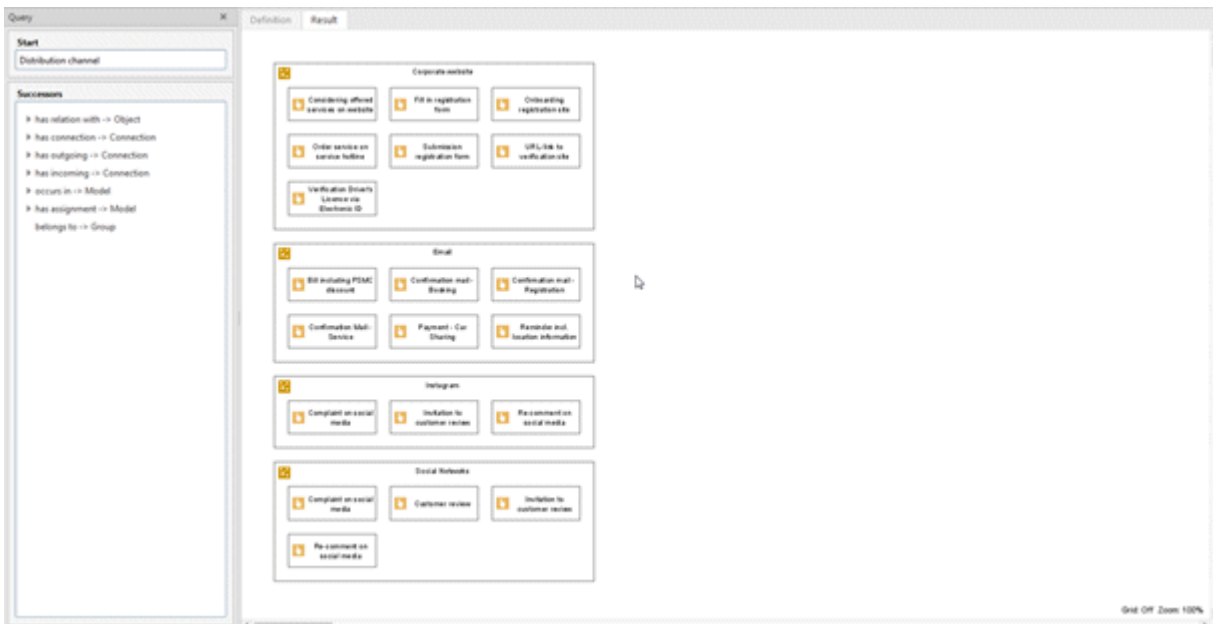 Query
×
Definition
Result
Start
Distribution channel
Successors
has relation with -> Object
has connection -> Connection
has outgoing -> Connection
has incoming -> Connection
occurs in -> Model
has assignment -> Model
belongs to -> Group
Corporate website
Considering offered
services on website
Fill in registration
form
Onboarding
registration site
Order service on
service hotline
Submission
registration form
URL/link to
verification site
Verification Driver's
License via
Electronic ID
Email
Bill including PSMC
discount
Confirmation mail-
Booking
Confirmation mail -
Registration
Confirmation Mail-
Service
Payment - Car
Sharing
Reminder incl.
location information
Instagram
Complaint on social
media
Invitation to
customer review
Re-comment on
social media
Social Networks
Complaint on social
media
Customer review
Invitation to
customer review
Re-comment on
social media
Grid: Off Zoom: 100%